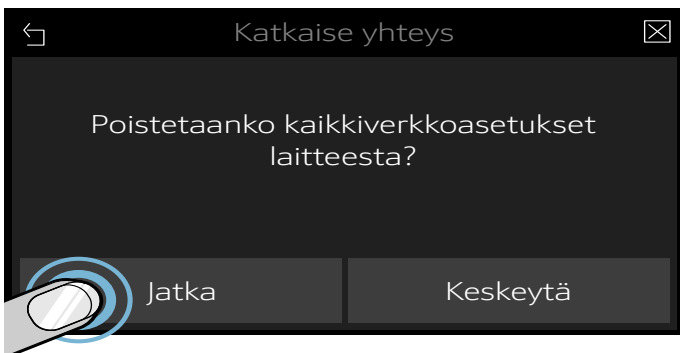 Katkaise yhteys
Poistetaanko kaikkiverkkoasetukset
laitteesta?
Jatka
Keskeytä